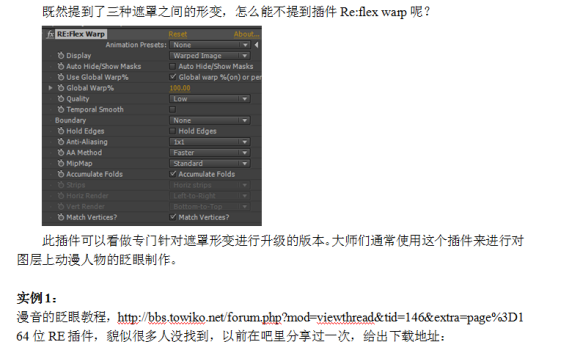 既然提到了三种遮罩之间的形变，怎么能不提到插件 Re:flex warp 呢？
fx RE:Flex Warp Reset About...
Animation Presets: None
Display Warped Image
Auto Hide/Show Masks Auto Hide/Show Masks
Use Global Warp% Global warp %(on) or per
Global Warp% 100.00
Quality Low
Temporal Smooth
Boundary None
Hold Edges Hold Edges
Anti-Aliasing 1x1
AA Method Faster
MipMap Standard
Accumulate Folds Accumulate Folds
Strips Horiz strips
Horiz Render Left-to-Right
Vert Render Bottom-to-Top
Match Vertices? Match Vertices?
此插件可以看做专门针对遮罩形变进行升级的版本。大师们通常使用这个插件来进行对
图层上动漫人物的眨眼制作。
实例 1：
漫音的眨眼教程，http://bbs.towiko.net/forum.php?mod=viewthread&tid=146&extra=page%3D1
64 位 RE 插件，貌似很多人没找到，以前在吧里分享过一次，给出下载地址：